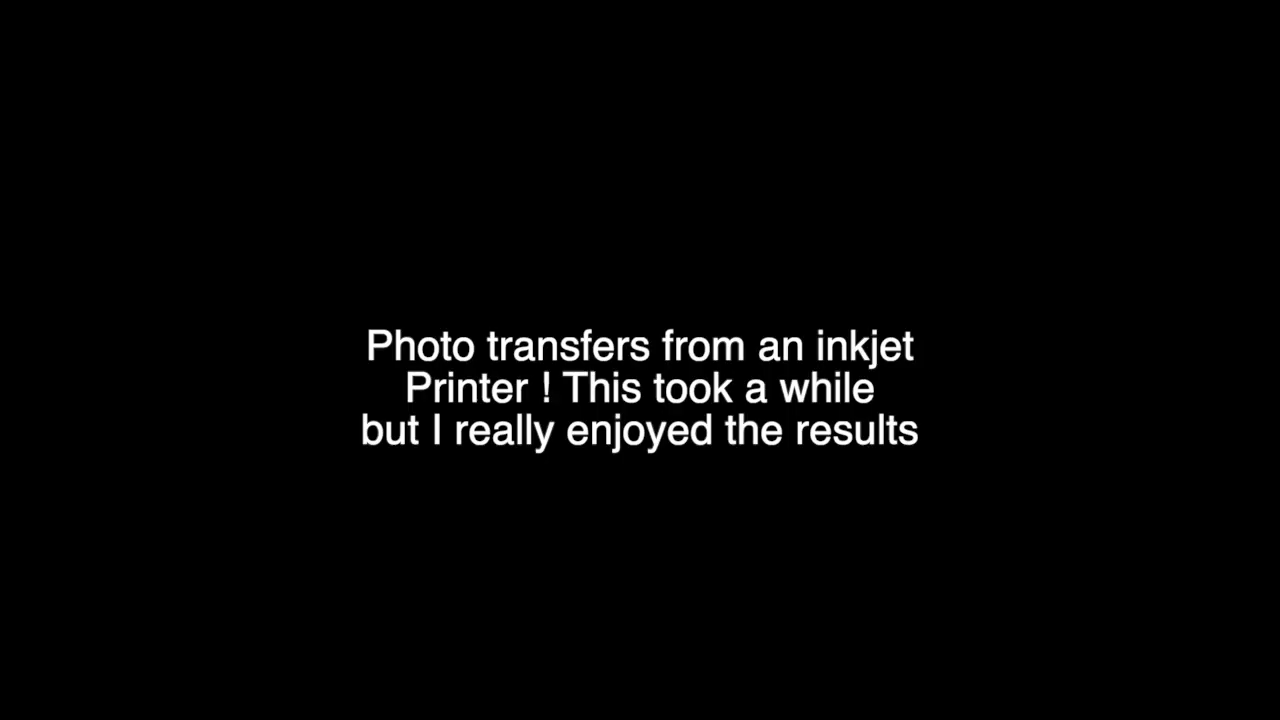 Photo transfers from an inkjet
Printer ! This took a while
but I really enjoyed the results